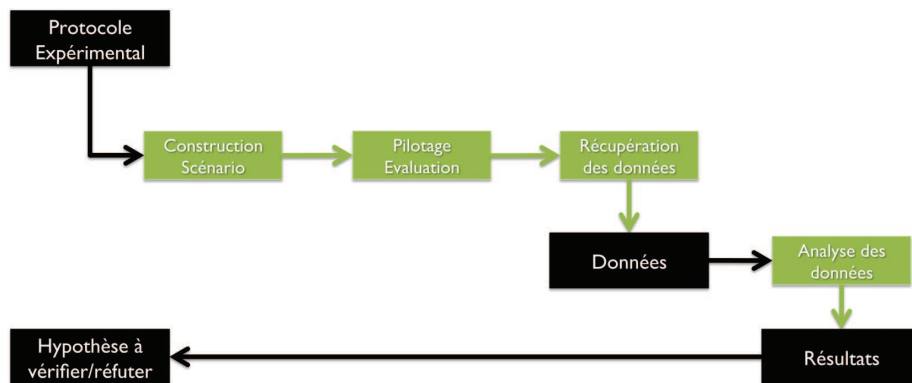 Protocole
Expérimental
Construction
Scénario
Pilotage
Evaluation
Récupération
des données
Données
Analyse des
données
Hypothèse à
vérifier/réfuter
Résultats